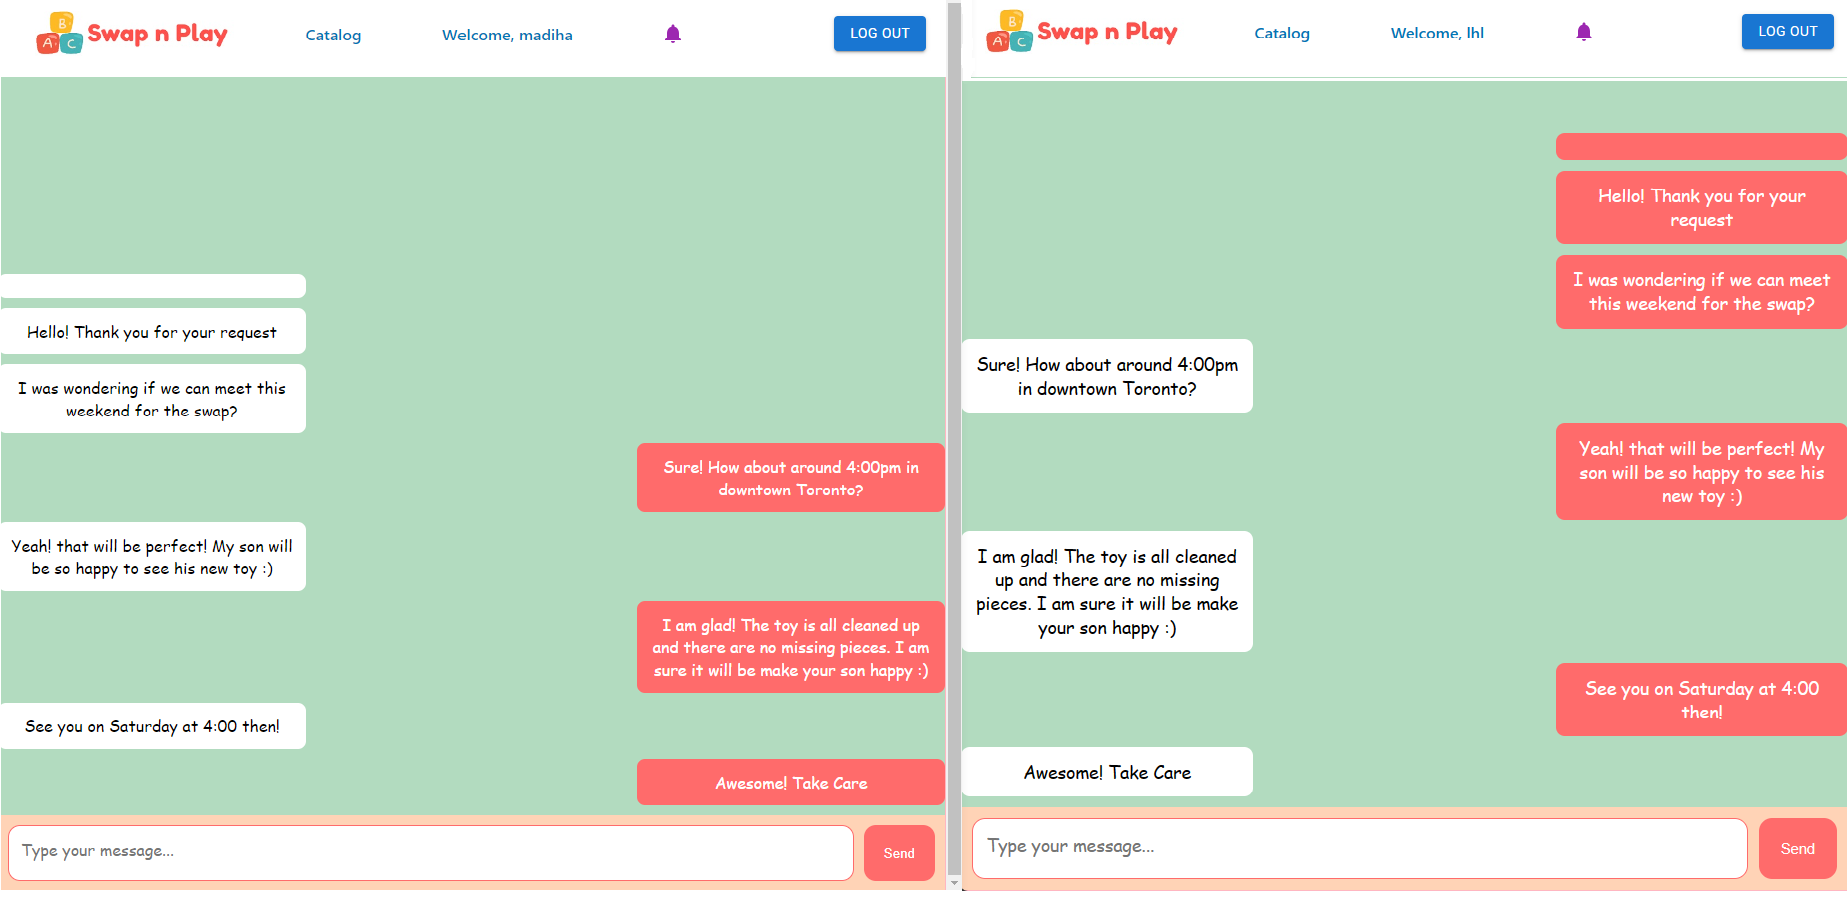 B
A C
Swap n Play
Catalog
Welcome, madiha
LOG OUT
Hello! Thank you for your request
I was wondering if we can meet this
weekend for the swap?
Sure! How about around 4:00pm in
downtown Toronto?
Yeah! that will be perfect! My son will
be so happy to see his new toy :)
I am glad! The toy is all cleaned up
and there are no missing pieces. I am
sure it will be make your son happy :)
See you on Saturday at 4:00 then!
Awesome! Take Care
Type your message...
Send
B
A C
Swap n Play
Catalog
Welcome, lhl
LOG OUT
Hello! Thank you for your
request
I was wondering if we can meet
this weekend for the swap?
Sure! How about around 4:00pm
in downtown Toronto?
Yeah! that will be perfect! My
son will be so happy to see his
new toy :)
I am glad! The toy is all cleaned
up and there are no missing
pieces. I am sure it will be make
your son happy :)
See you on Saturday at 4:00
then!
Awesome! Take Care
Type your message...
Send